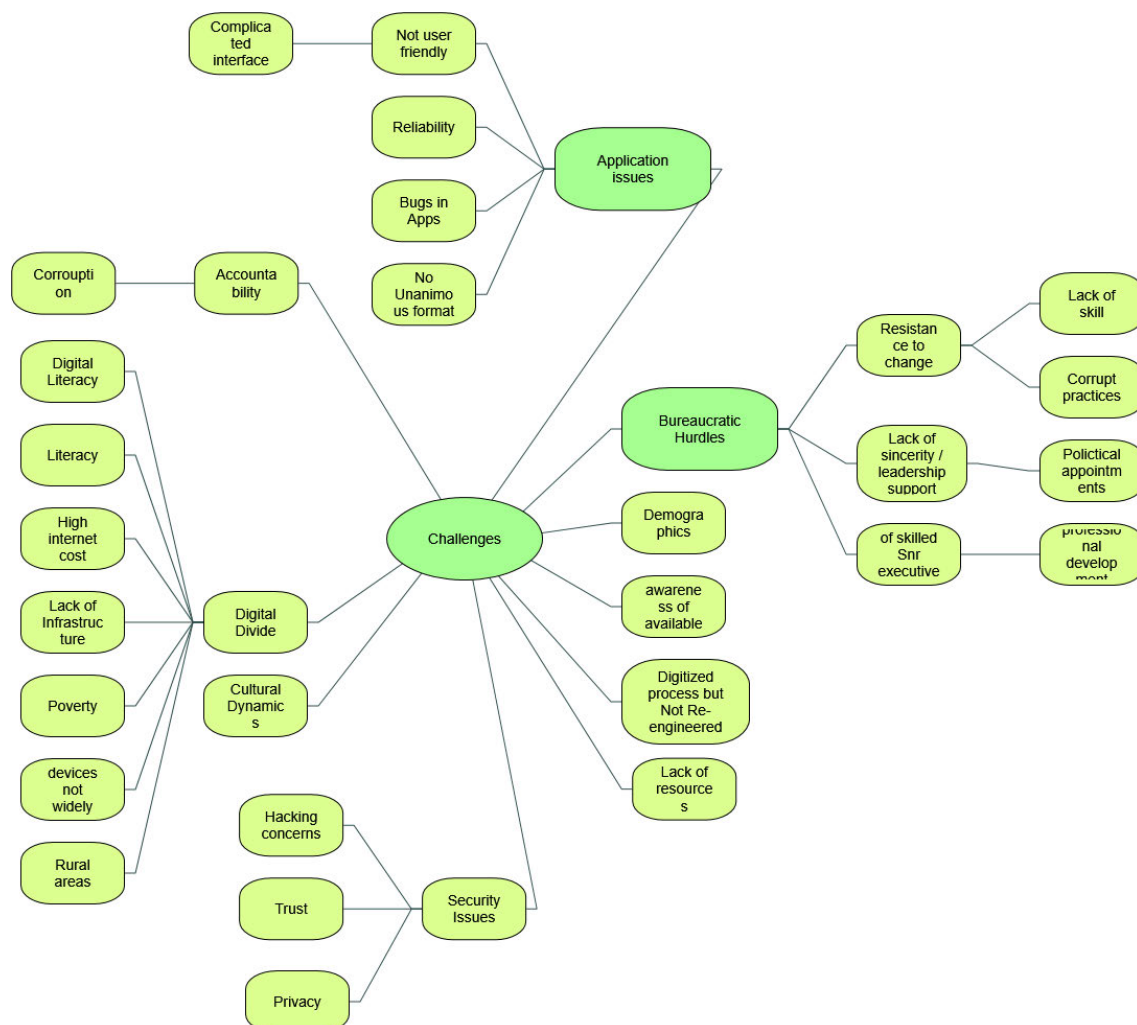 Complica
ted
interface
Not user
friendly
Reliability
Application
issues
Bugs in
Apps
No
Unanimo
us format
Corroupti
on
Accounta
bility
Digital
Literacy
Literacy
High
internet
cost
Lack of
Infrastruc
ture
Poverty
devices
not
widely
Rural
areas
Digital
Divide
Cultural
Dynamic
s
Challenges
Bureaucratic
Hurdles
Resistan
ce to
change
Lack of
skill
Corrupt
practices
Lack of
sincerity /
leadership
support
Polictical
appointm
ents
of skilled
Snr
executive
professio
nal
develop
ment
Demogra
phics
awarene
ss of
available
Digitized
process but
Not Re-
engineered
Lack of
resource
s
Hacking
concerns
Trust
Privacy
Security
Issues